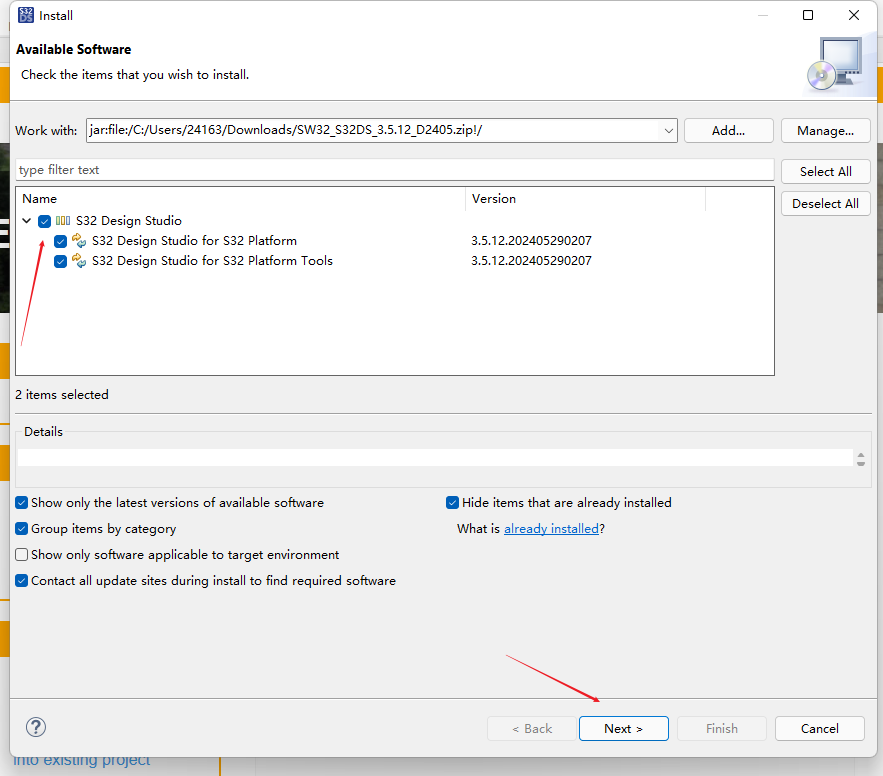 S32 DS Install
Available Software
Check the items that you wish to install.
Work with: jar:file:/C:/Users/24163/Downloads/SW32_S32DS_3.5.12_D2405.zip!/ Add... Manage...
type filter text Select All
Name Version
Deselect All
S32 Design Studio
S32 Design Studio for S32 Platform 3.5.12.202405290207
S32 Design Studio for S32 Platform Tools 3.5.12.202405290207
2 items selected
Details
Show only the latest versions of available software Hide items that are already installed
Group items by category What is already installed?
Show only software applicable to target environment
Contact all update sites during install to find required software
? < Back Next > Finish Cancel
into existing project